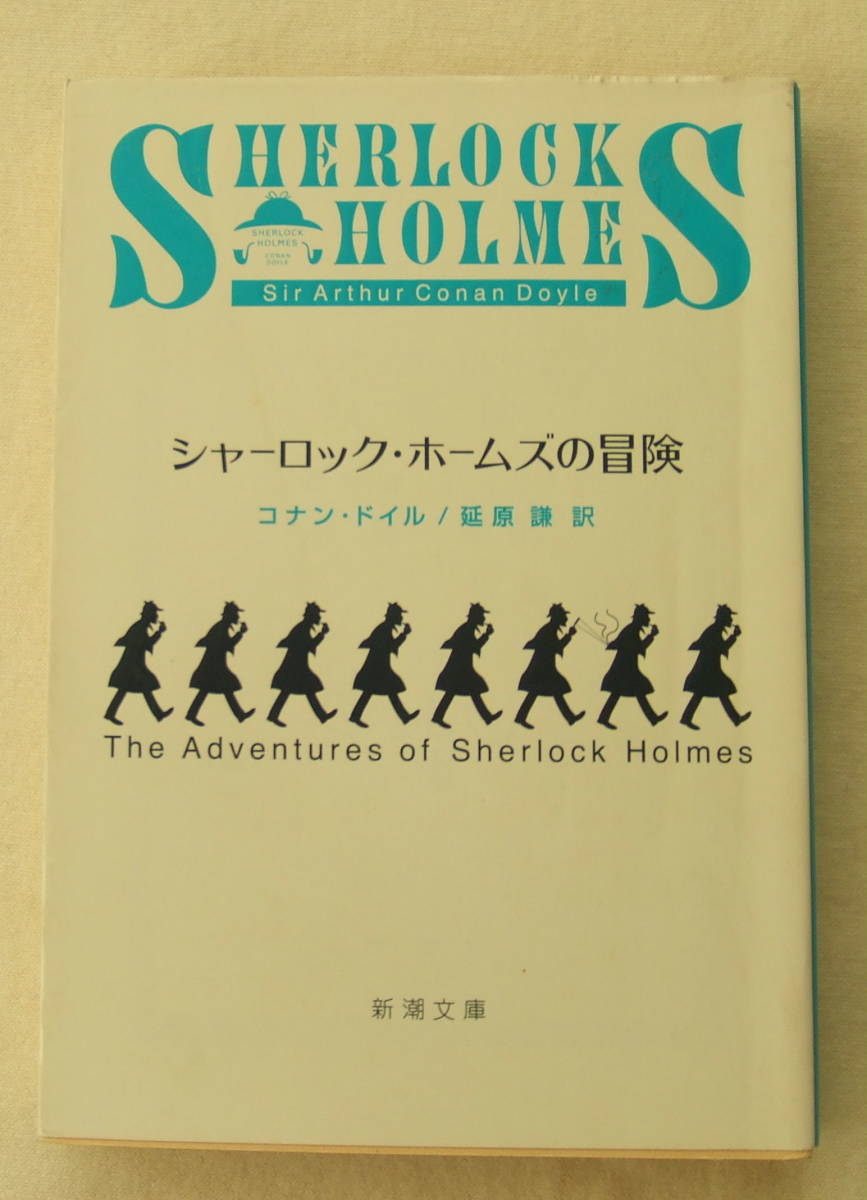 SHERLOCK
HOLMES
SHERLOCK
HOLMES
CONAN
DOYLE
Sir Arthur Conan Doyle
シャーロック・ホームズの冒険
コナン・ドイル / 延原 謙 訳
The Adventures of Sherlock Holmes
新潮文庫